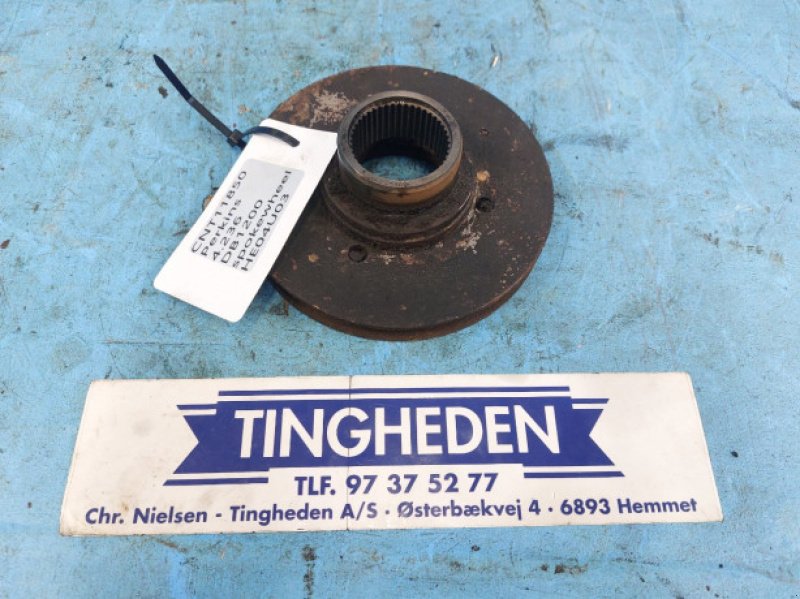 CNT11850
perkins
4.236
DB1200
spokewheel
HE04U03
TINGHEDEN
TLF. 97 37 52 77
Chr. Nielsen - Tingheden A/S · Østerbækvej 4 · 6893 Hemmet